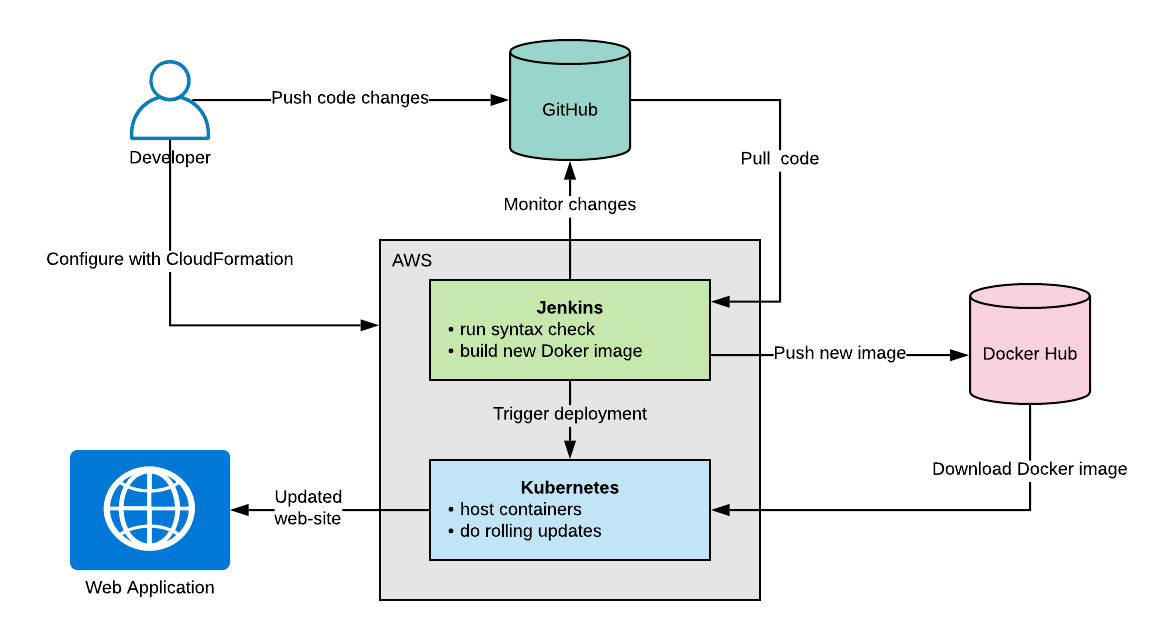 Push code changes
GitHub
Developer
Pull code
Monitor changes
Configure with CloudFormation
AWS
Jenkins
• run syntax check
• build new Doker image
Push new image
Docker Hub
Trigger deployment
Download Docker image
Kubernetes
• host containers
• do rolling updates
Updated
web-site
Web Application